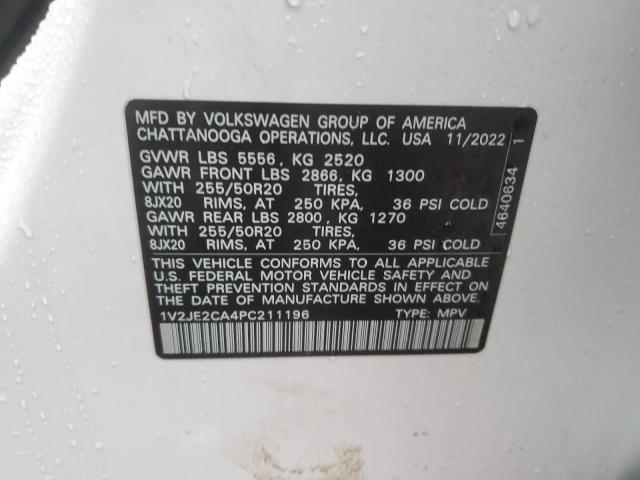 MFD BY VOLKSWAGEN GROUP OF AMERICA
CHATTANOOGA OPERATIONS, LLC. USA 11/2022
GVWR LBS 5556, KG 2520
GAWR FRONT LBS 2866, KG 1300
WITH 255/50R20 TIRES,
8JX20 RIMS, AT 250 KPA, 36 PSI COLD
GAWR REAR LBS 2800, KG 1270
WITH 255/50R20 TIRES,
8JX20 RIMS, AT 250 KPA, 36 PSI COLD
THIS VEHICLE CONFORMS TO ALL APPLICABLE
U.S. FEDERAL MOTOR VEHICLE SAFETY AND
THEFT PREVENTION STANDARDS IN EFFECT ON
THE DATE OF MANUFACTURE SHOWN ABOVE.
1V2JE2CA4PC211196 TYPE: MPV
4640634 1